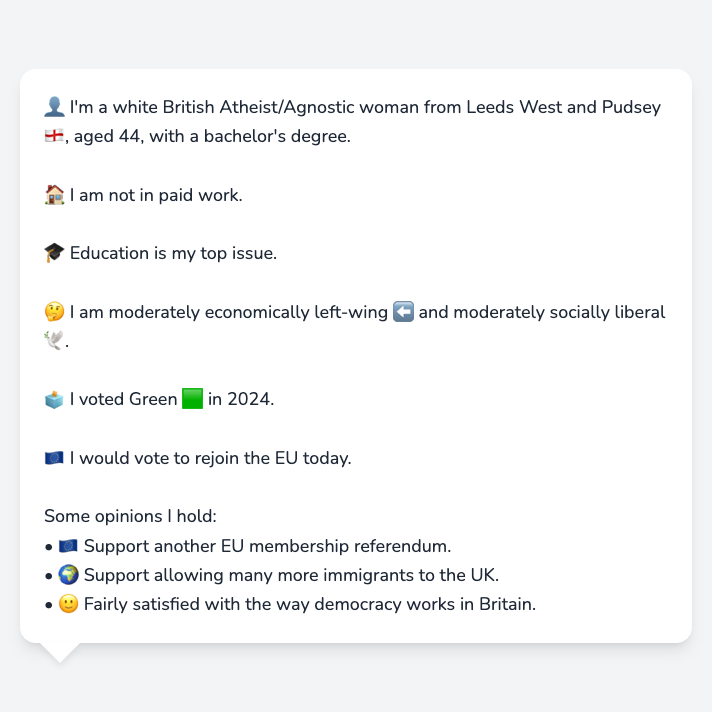 👤 I'm a white British Atheist/Agnostic woman from Leeds West and Pudsey
🏴󠁧󠁢󠁥󠁮󠁧󠁿, aged 44, with a bachelor's degree.
🏠 I am not in paid work.
🎓 Education is my top issue.
🤔 I am moderately economically left-wing ⬅️ and moderately socially liberal
🕊️.
🗳️ I voted Green 🟩 in 2024.
🇪🇺 I would vote to rejoin the EU today.
Some opinions I hold:
• 🇪🇺 Support another EU membership referendum.
• 🌍 Support allowing many more immigrants to the UK.
• 🙂 Fairly satisfied with the way democracy works in Britain.